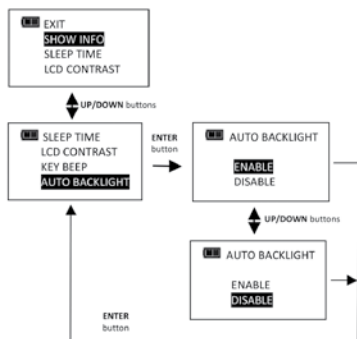 EXIT
SHOW INFO
SLEEP TIME
LCD CONTRAST
UP/DOWN buttons
SLEEP TIME
LCD CONTRAST
KEY BEEP
AUTO BACKLIGHT
ENTER
button
AUTO BACKLIGHT
ENABLE
DISABLE
UP/DOWN buttons
AUTO BACKLIGHT
ENABLE
DISABLE
ENTER
button